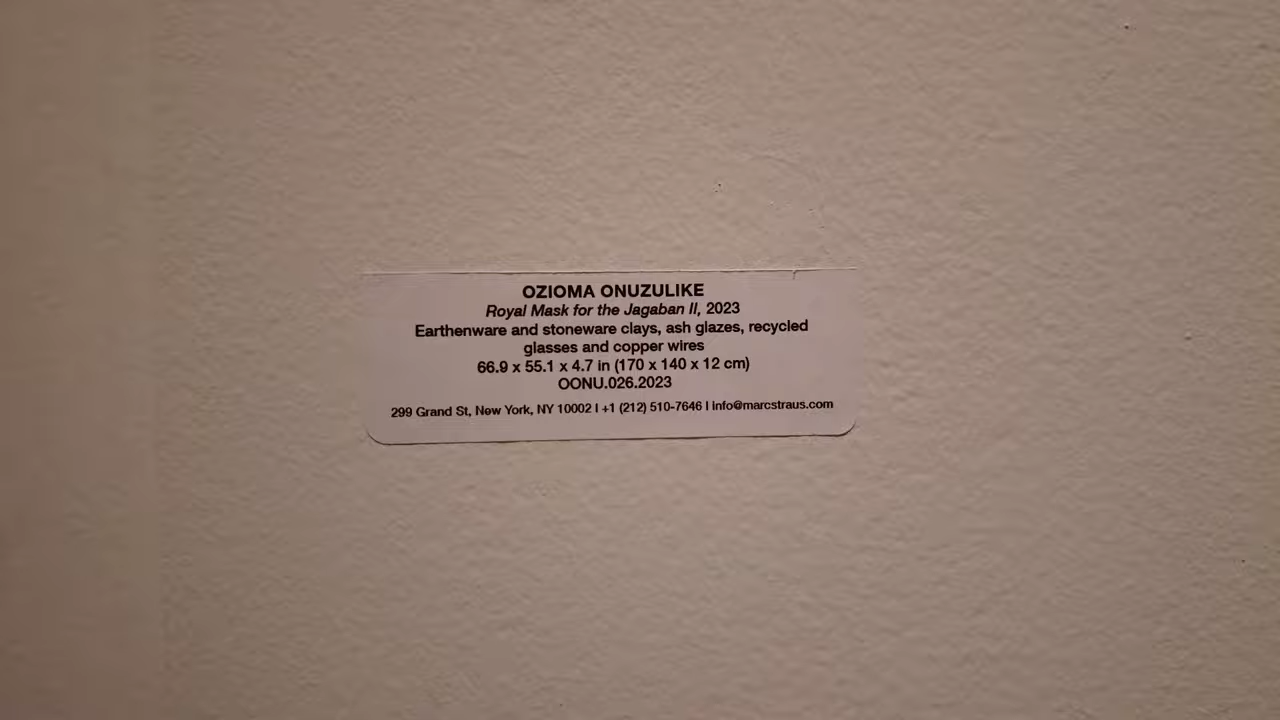 OZIOMA ONUZULIKE
Royal Mask for the Jagaban II, 2023
Earthenware and stoneware clays, ash glazes, recycled
glasses and copper wires
66.9 x 55.1 x 4.7 in (170 x 140 x 12 cm)
OONU.026.2023
299 Grand St, New York, NY 10002 I +1 (212) 510-7646 I info@marcstraus.com